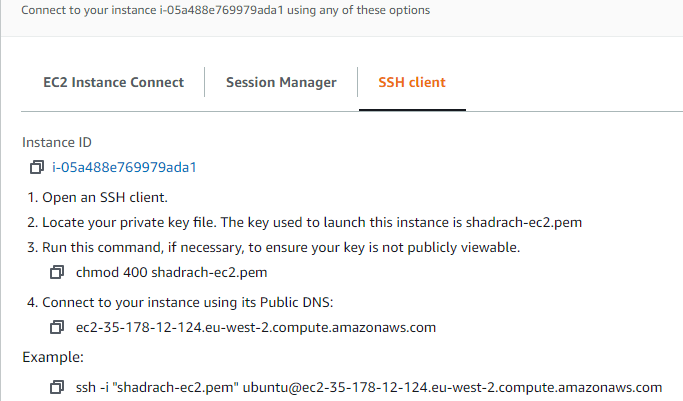 Connect to your instance i-05a488e769979ada1 using any of these options
EC2 Instance Connect
Session Manager
SSH client
Instance ID
i-05a488e769979ada1
1. Open an SSH client.
2. Locate your private key file. The key used to launch this instance is shadrach-ec2.pem
3. Run this command, if necessary, to ensure your key is not publicly viewable.
chmod 400 shadrach-ec2.pem
4. Connect to your instance using its Public DNS:
ec2-35-178-12-124.eu-west-2.compute.amazonaws.com
Example:
ssh -i "shadrach-ec2.pem" ubuntu@ec2-35-178-12-124.eu-west-2.compute.amazonaws.com